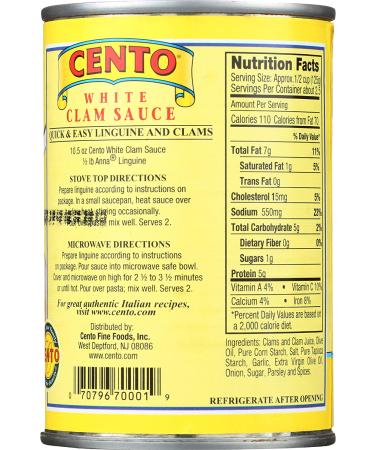 CENTO
WHITE
CLAM SAUCE
QUICK & EASY LINGUINE AND CLAMS
10.5 oz Cento White Clam Sauce
½ lb Anna® Linguine
STOVE TOP DIRECTIONS
Prepare linguine according to instructions
on package. In a small saucepan, heat sauce over
heat, stirring occasionally.
mix well. Serves 2.
MICROWAVE DIRECTIONS
Prepare linguine according to instructions
on package. Pour sauce into microwave safe bowl.
Cover and microwave on high for 2 ½ to 3 ½ minutes
or until hot. Pour over pasta; mix well. Serves 2.
For great authentic Italian recipes,
visit www.cento.com.
Distributed by:
Cento Fine Foods, Inc.
West Deptford, NJ 08086
www.cento.com
0 70796 70001 9
Nutrition Facts
Serving Size: Approx.1/2 cup (125g)
Servings Per Container about 2.5
Amount Per Serving
Calories 110 Calories from Fat 70
% Daily Value*
Total Fat 7g 11%
Saturated Fat 1g 5%
Trans Fat 0g
Cholesterol 15mg 5%
Sodium 550mg 23%
Total Carbohydrate 5g 2%
Dietary Fiber 0g 0%
Sugars 1g
Protein 5g
Vitamin A 4% • Vitamin C 10%
Calcium 4% • Iron 8%
*Percent Daily Values are based on
a 2,000 calorie diet.
Ingredients: Clams and Clam Juice, Olive
Oil, Pure Corn Starch, Salt, Pure Tapioca
Starch, Garlic, Extra Virgin Olive Oil,
Onion, Sugar, Parsley and Spices.
REFRIGERATE AFTER OPENING